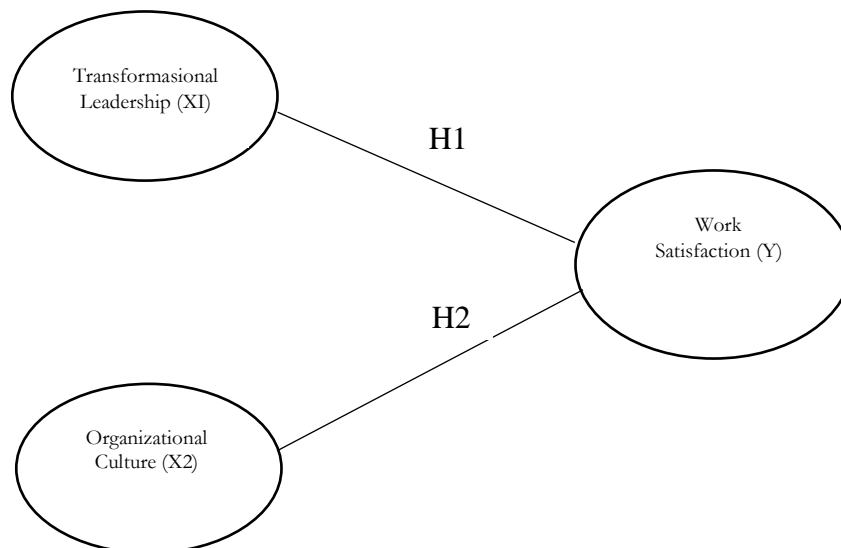 Transformasional
Leadership (XI)
H1
Work
Satisfaction (Y)
H2
Organizational
Culture (X2)